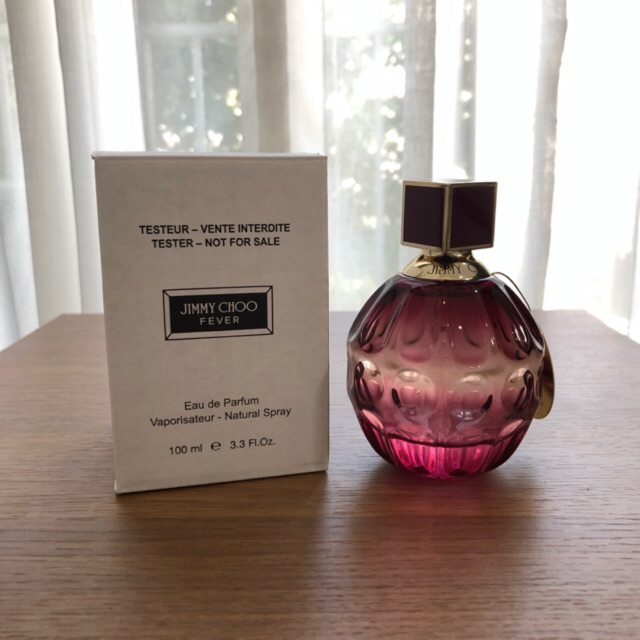 TESTEUR – VENTE INTERDITE
TESTER – NOT FOR SALE
JIMMY CHOO
FEVER
Eau de Parfum
Vaporisateur - Natural Spray
100 ml ℮ 3.3 Fl.Oz.
JIMMY C